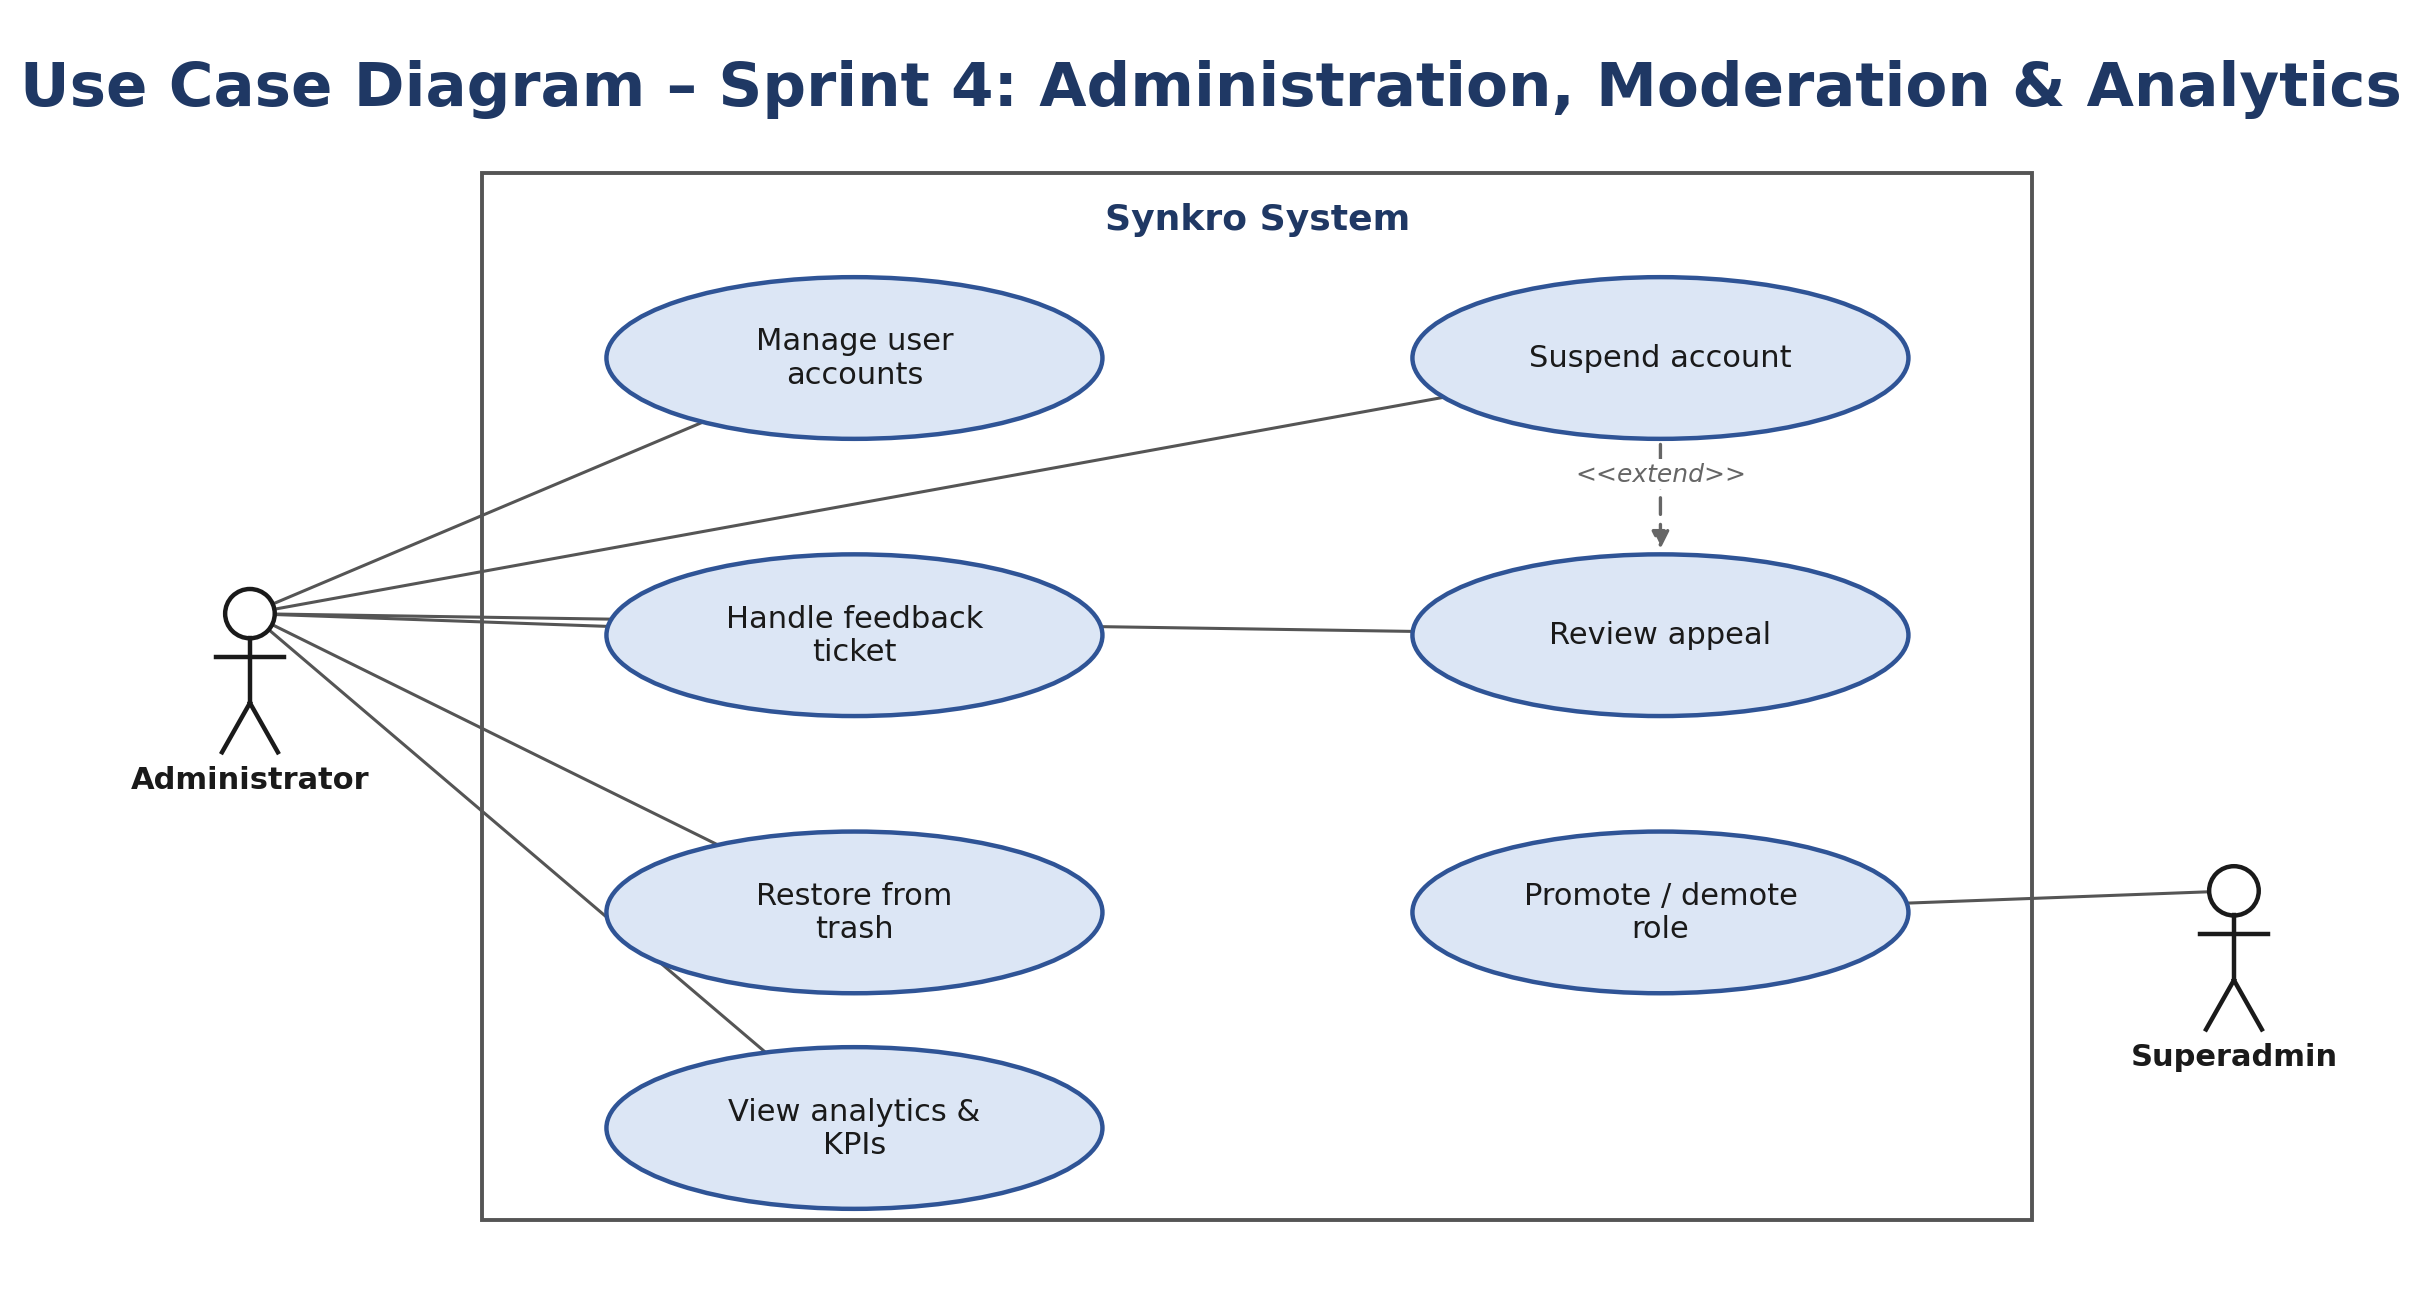 Use Case Diagram – Sprint 4: Administration, Moderation & Analytics
Synkro System
Manage user
accounts
Suspend account
<<extend>>
Handle feedback
ticket
Review appeal
Administrator
Restore from
trash
Promote / demote
role
Superadmin
View analytics &
KPIs